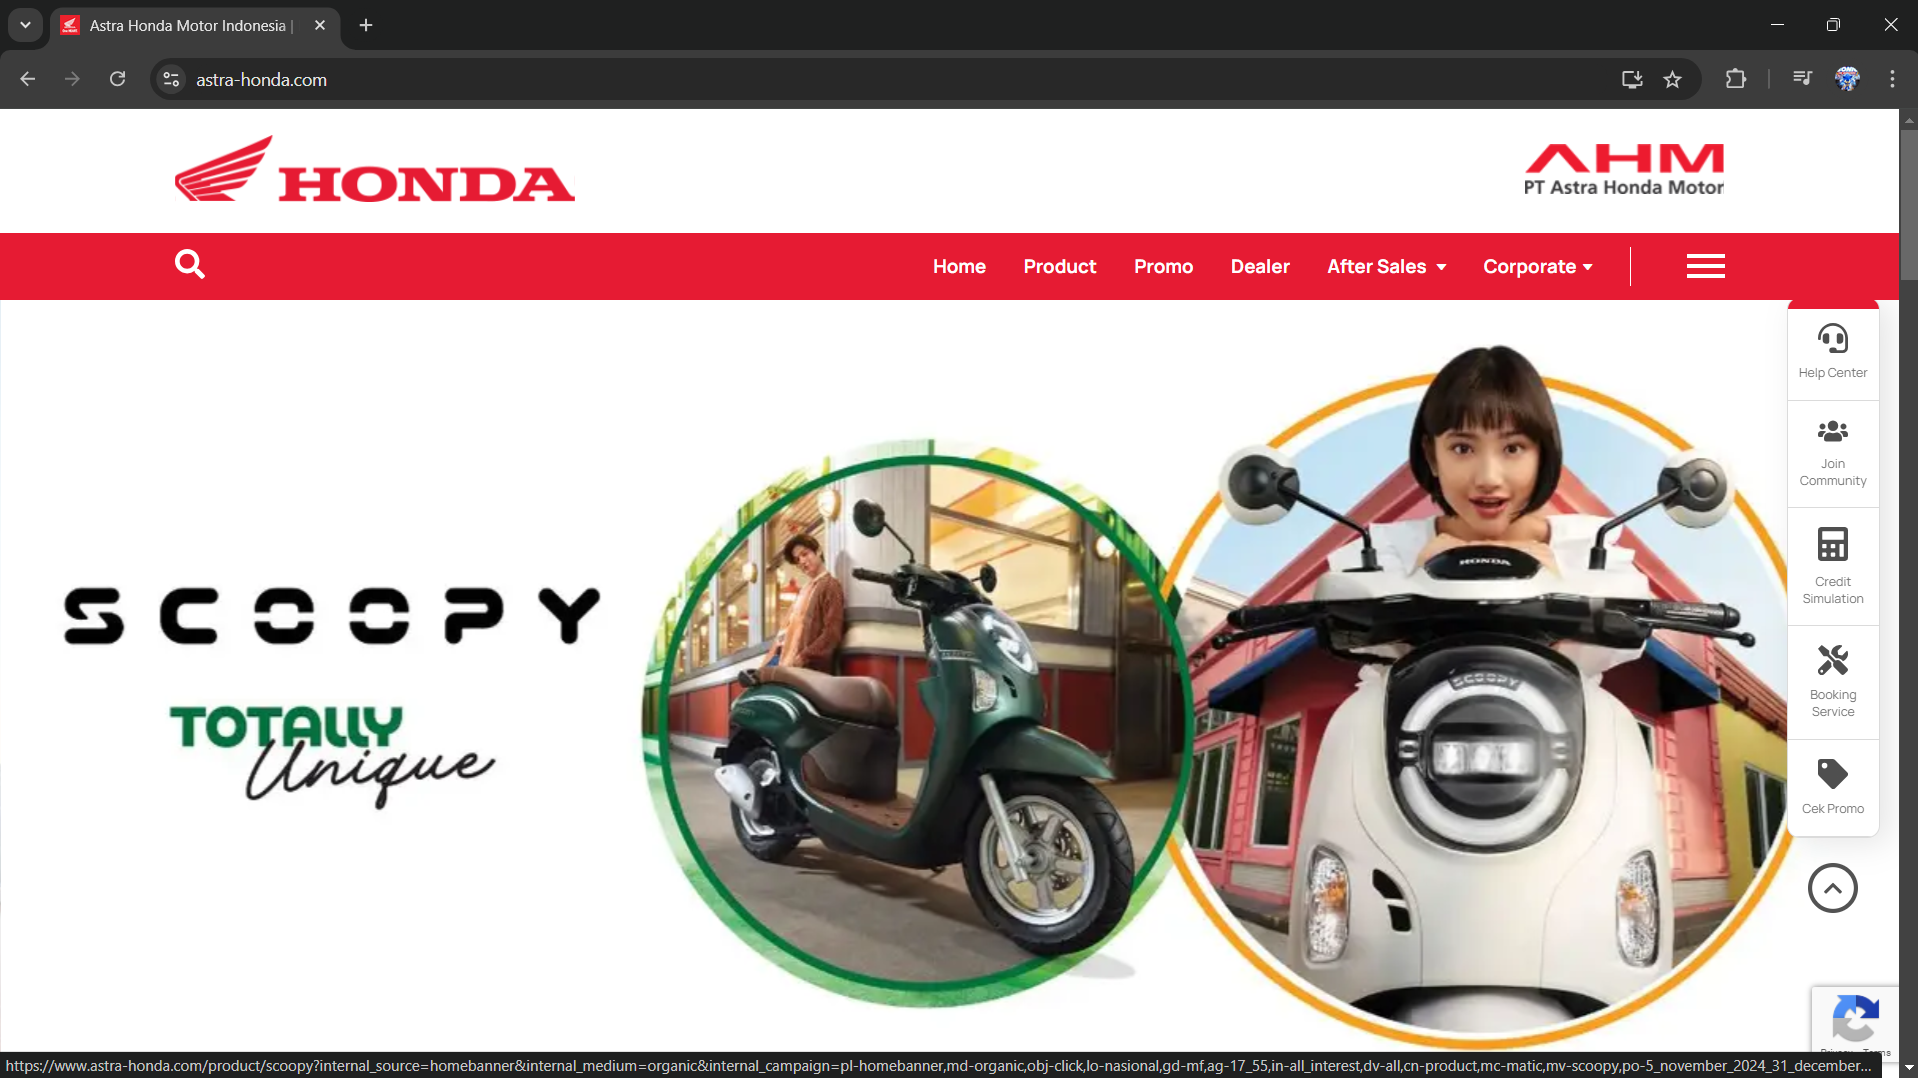 Astra Honda Motor Indonesia |
astra-honda.com
HONDA
AHM
PT Astra Honda Motor
Home Product Promo Dealer After Sales Corporate
Help Center
Join
Community
Credit
Simulation
Booking
Service
Cek Promo
SCOOPY
TOTALLY
Unique
HONDA
SCOOPY
https://www.astra-honda.com/product/scoopy?internal_source=homebanner&internal_medium=organic&internal_campaign=pl-homebanner,md-organic,obj-click,lo-nasional,gd-mf,ag-17_55,in-all_interest,dv-all,cn-product,mc-matic,mv-scoopy,po-5_november_2024_31_december...